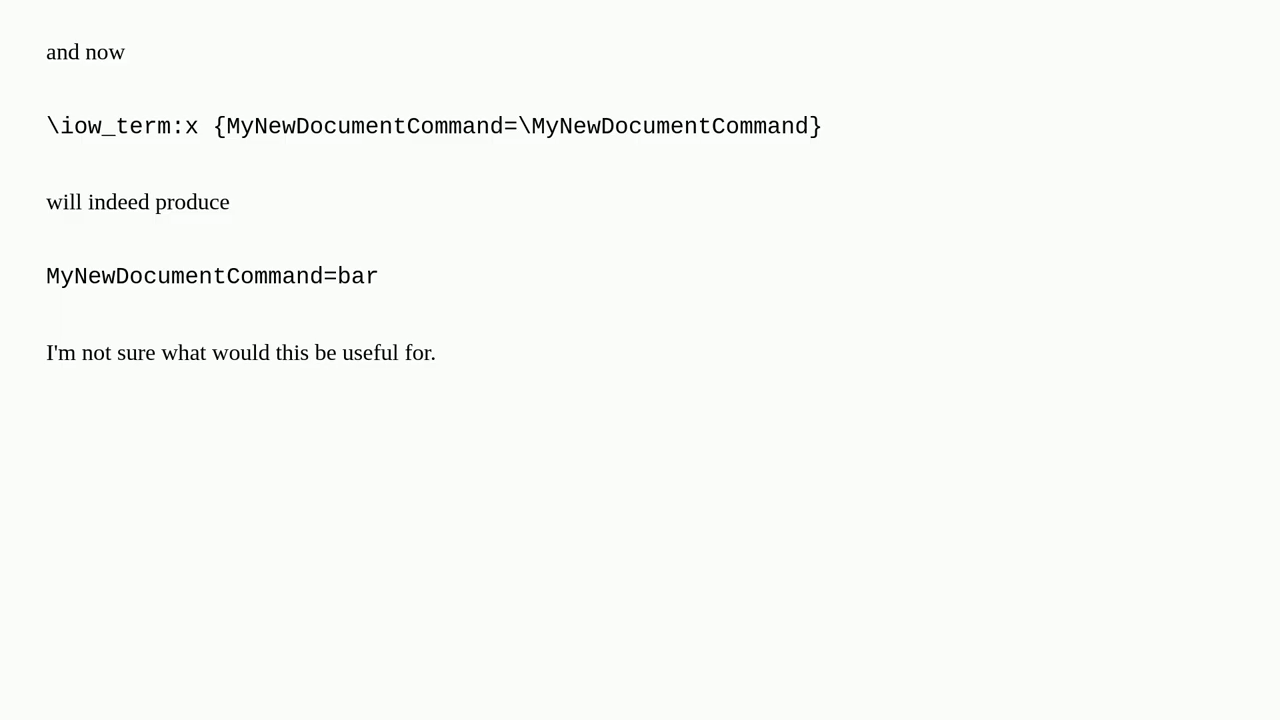 and now
\iow_term:x {MyNewDocumentCommand=\MyNewDocumentCommand}
will indeed produce
MyNewDocumentCommand=bar
I'm not sure what would this be useful for.